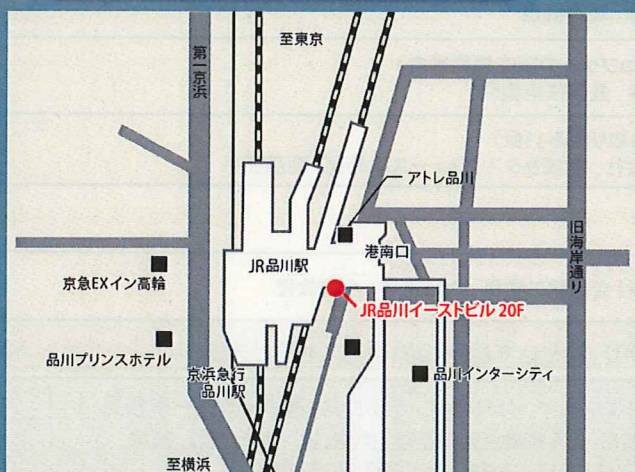 至東京
第一京浜
アトレ品川
旧海岸通り
港南口
JR品川駅
京急EXイン高輪
JR品川イーストビル 20F
品川プリンスホテル
京浜急行
品川駅
品川インターシティ
至横浜